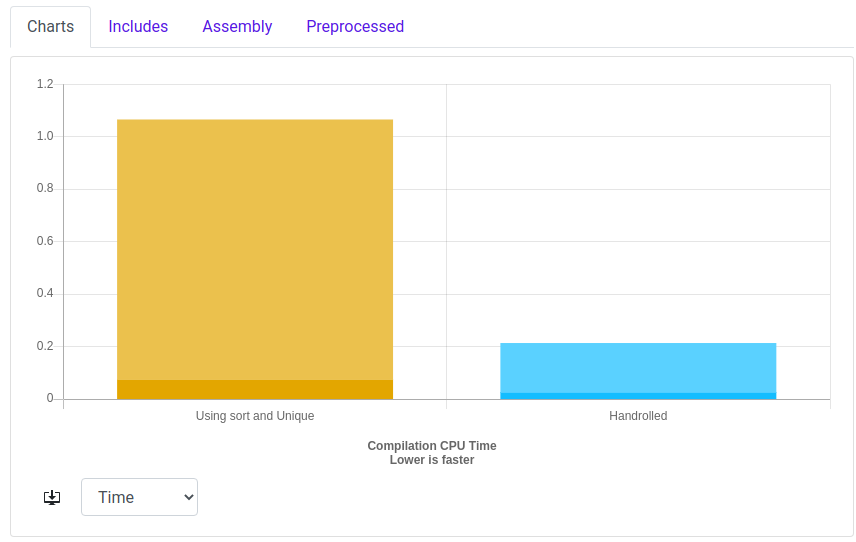 Charts Includes Assembly Preprocessed
1.2
1.0
0.8
0.6
0.4
0.2
0
Using sort and Unique Handrolled
Compilation CPU Time
Lower is faster
Time